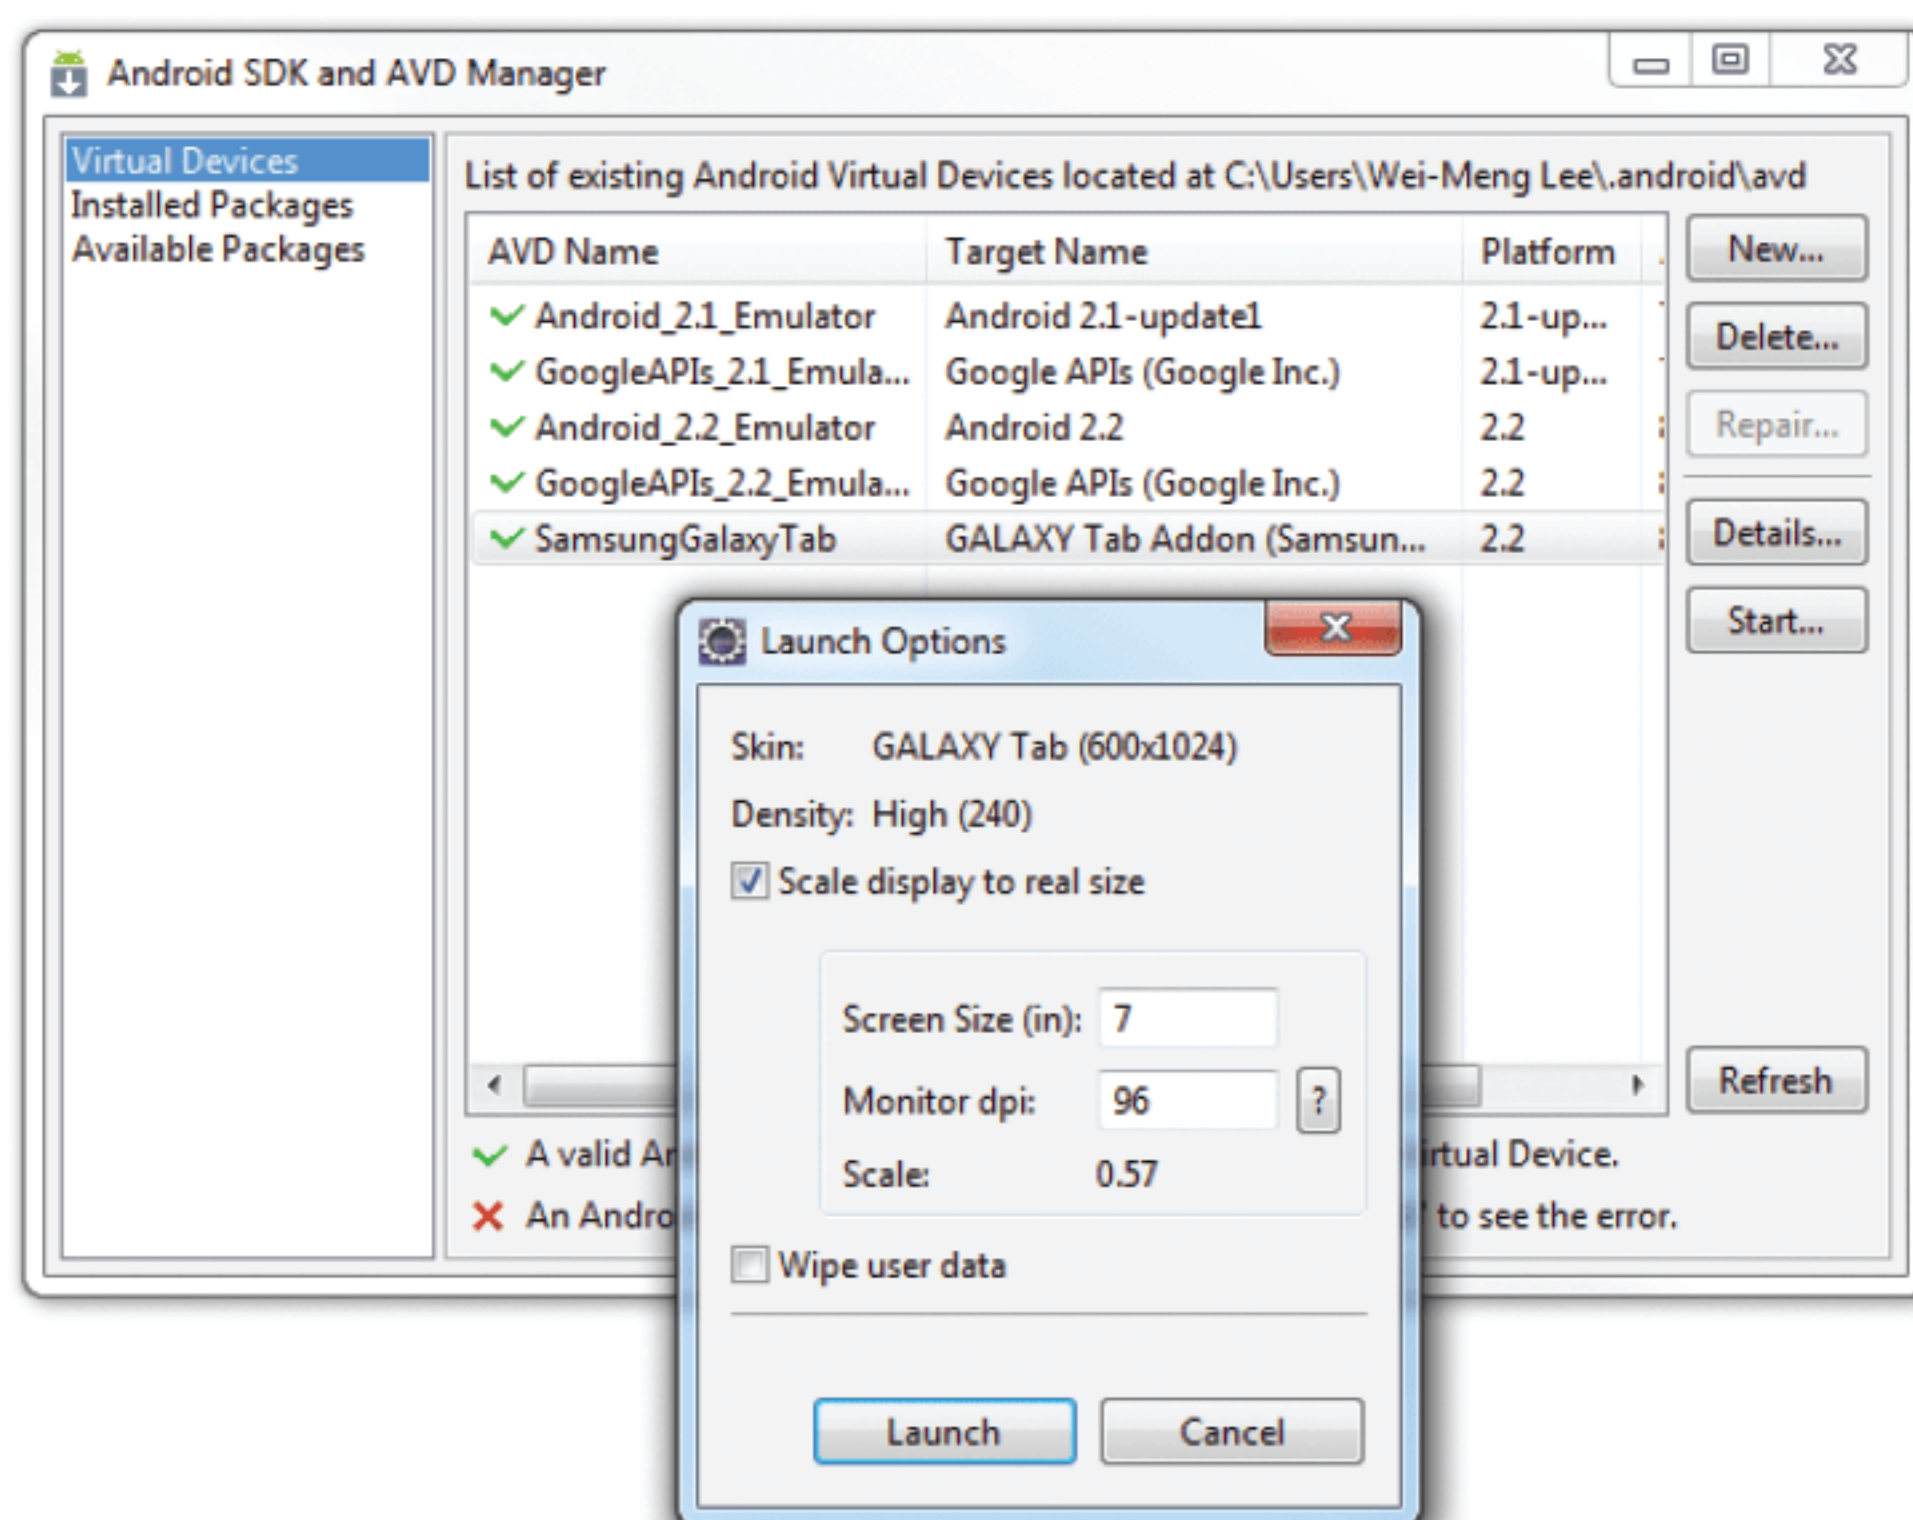 Android SDK and AVD Manager
Virtual Devices
Installed Packages
Available Packages
List of existing Android Virtual Devices located at C:\Users\Wei-Meng Lee\.android\avd
AVD Name Target Name Platform
Android_2.1_Emulator Android 2.1-update1 2.1-up...
GoogleAPIs_2.1_Emula... Google APIs (Google Inc.) 2.1-up...
Android_2.2_Emulator Android 2.2 2.2
GoogleAPIs_2.2_Emula... Google APIs (Google Inc.) 2.2
SamsungGalaxyTab GALAXY Tab Addon (Samsun... 2.2
New...
Delete...
Repair...
Details...
Start...
Refresh
Launch Options
Skin: GALAXY Tab (600x1024)
Density: High (240)
Scale display to real size
Screen Size (in): 7
Monitor dpi: 96 ?
Scale: 0.57
Wipe user data
Launch Cancel
A valid An
irtual Device.
An Andro
to see the error.